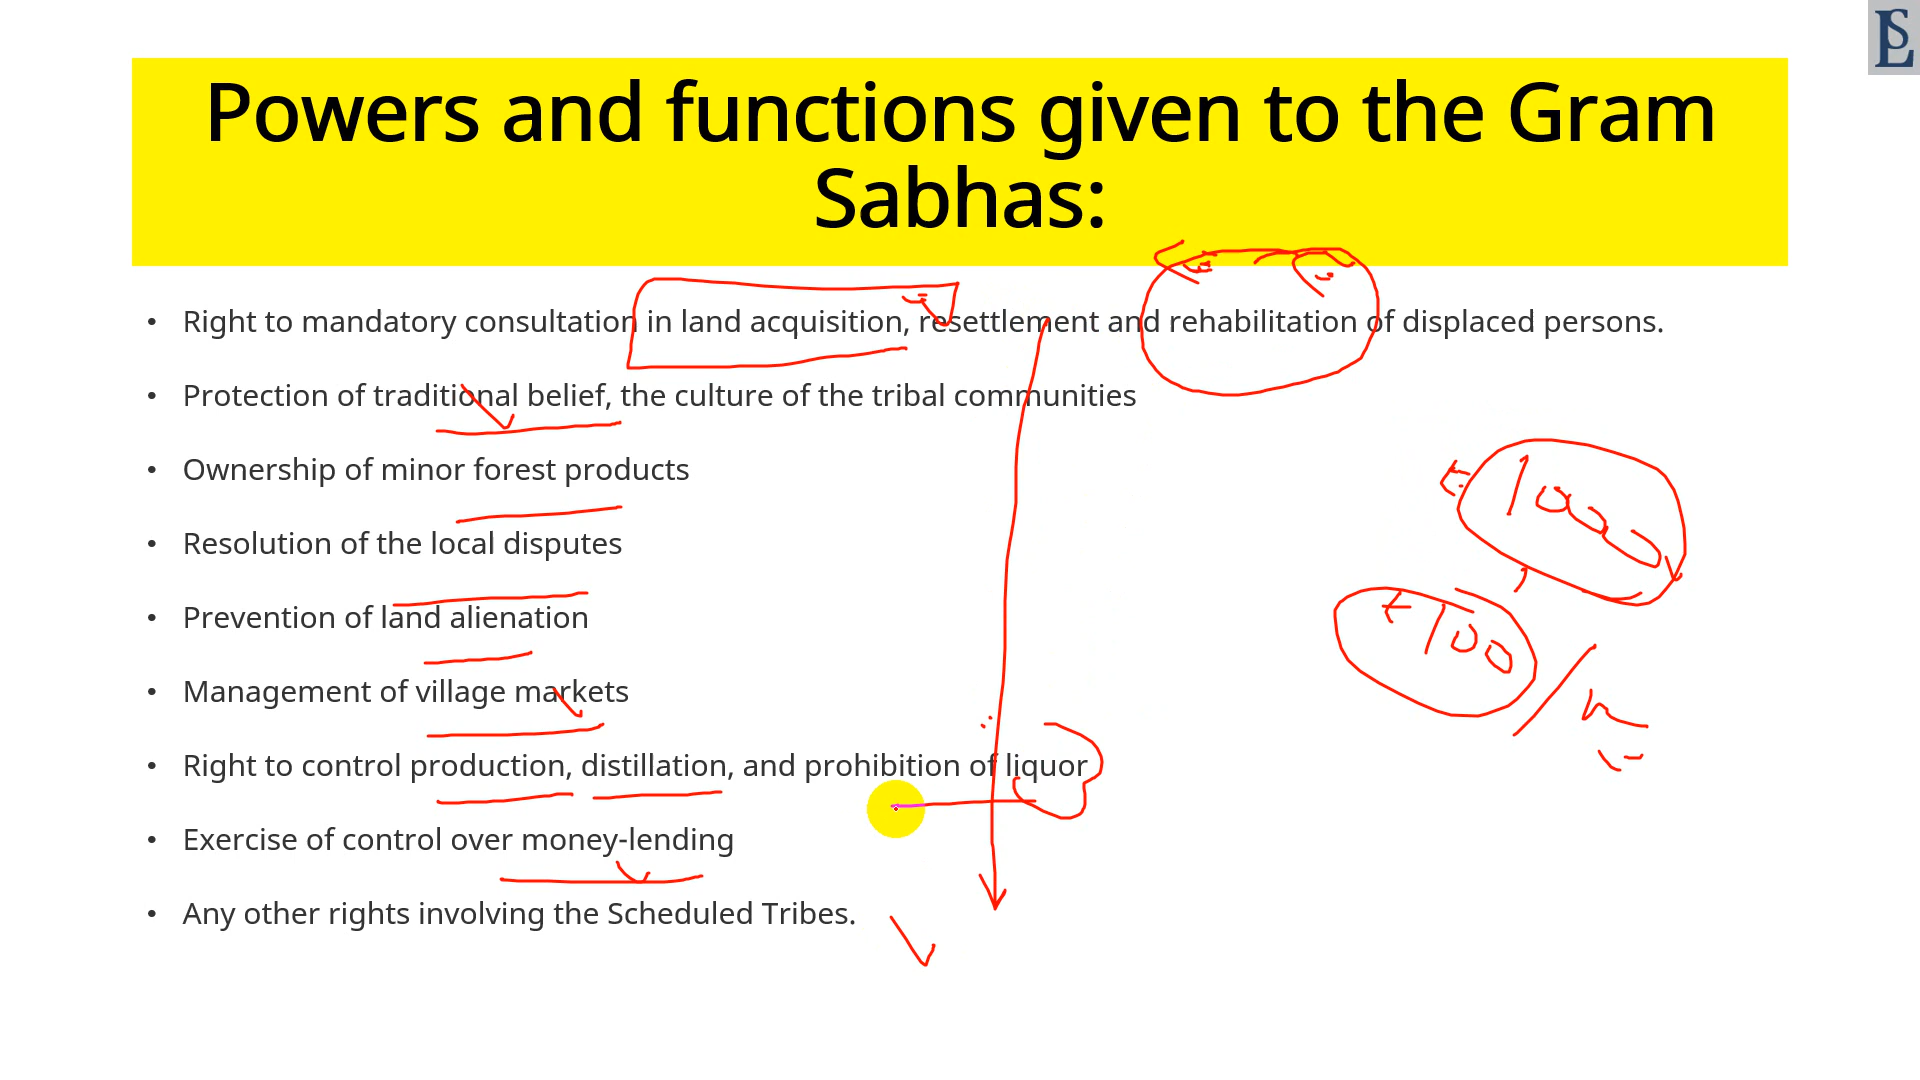 Powers and functions given to the Gram
Sabhas:
• Right to mandatory consultation in land acquisition, resettlement and rehabilitation of displaced persons.
• Protection of traditional belief, the culture of the tribal communities
• Ownership of minor forest products
• Resolution of the local disputes
• Prevention of land alienation
• Management of village markets
• Right to control production, distillation, and prohibition of liquor
• Exercise of control over money-lending
• Any other rights involving the Scheduled Tribes.
1000
100